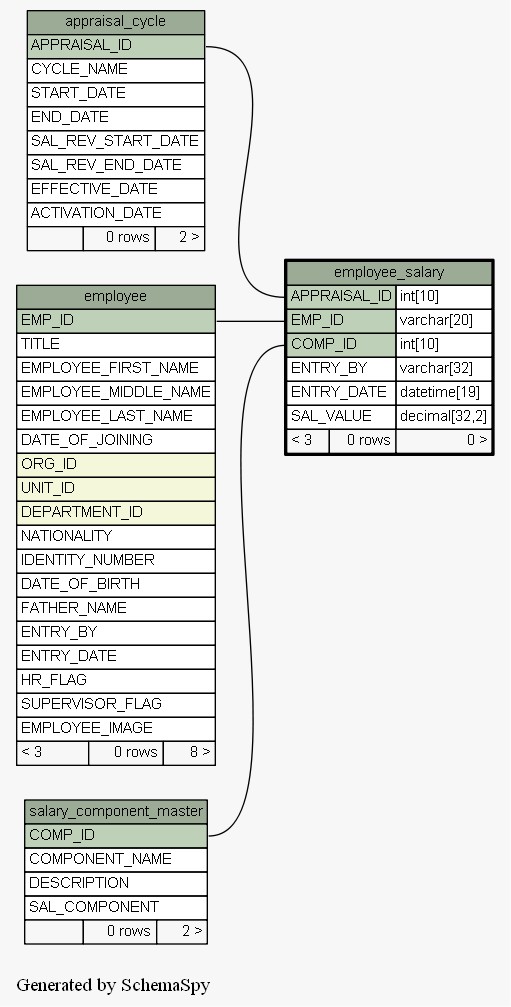 appraisal_cycle
APPRAISAL_ID
CYCLE_NAME
START_DATE
END_DATE
SAL_REV_START_DATE
SAL_REV_END_DATE
EFFECTIVE_DATE
ACTIVATION_DATE
0 rows 2 >
employee_salary
APPRAISAL_ID int[10]
EMP_ID varchar[20]
COMP_ID int[10]
ENTRY_BY varchar[32]
ENTRY_DATE datetime[19]
SAL_VALUE decimal[32,2]
< 3 0 rows 0 >
employee
EMP_ID
TITLE
EMPLOYEE_FIRST_NAME
EMPLOYEE_MIDDLE_NAME
EMPLOYEE_LAST_NAME
DATE_OF_JOINING
ORG_ID
UNIT_ID
DEPARTMENT_ID
NATIONALITY
IDENTITY_NUMBER
DATE_OF_BIRTH
FATHER_NAME
ENTRY_BY
ENTRY_DATE
HR_FLAG
SUPERVISOR_FLAG
EMPLOYEE_IMAGE
< 3 0 rows 8 >
salary_component_master
COMP_ID
COMPONENT_NAME
DESCRIPTION
SAL_COMPONENT
0 rows 2 >
Generated by SchemaSpy